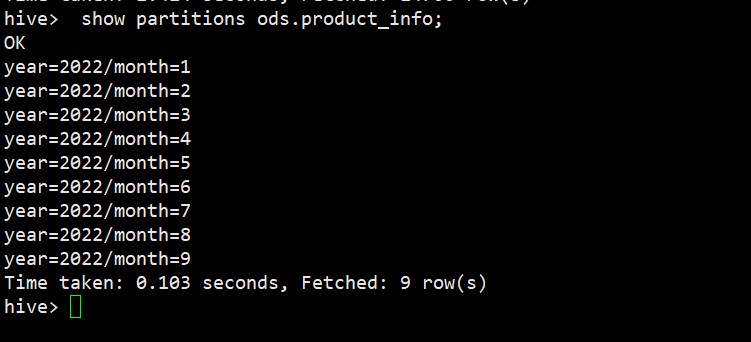 hive>  show partitions ods.product_info;
OK
year=2022/month=1
year=2022/month=2
year=2022/month=3
year=2022/month=4
year=2022/month=5
year=2022/month=6
year=2022/month=7
year=2022/month=8
year=2022/month=9
Time taken: 0.103 seconds, Fetched: 9 row(s)
hive>